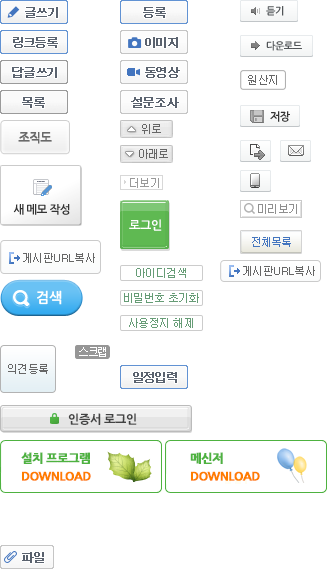 글쓰기
등록
듣기
링크등록
이미지
다운로드
답글쓰기
동영상
원산지
목록
설문조사
저장
조직도
위로
아래로
더보기
새 메모 작성
로그인
미리보기
전체목록
게시판URL복사
아이디검색
게시판URL복사
검색
비밀번호 초기화
사용정지 해제
스크랩
의견등록
일정입력
인증서 로그인
설치 프로그램
DOWNLOAD
메신저
DOWNLOAD
파일